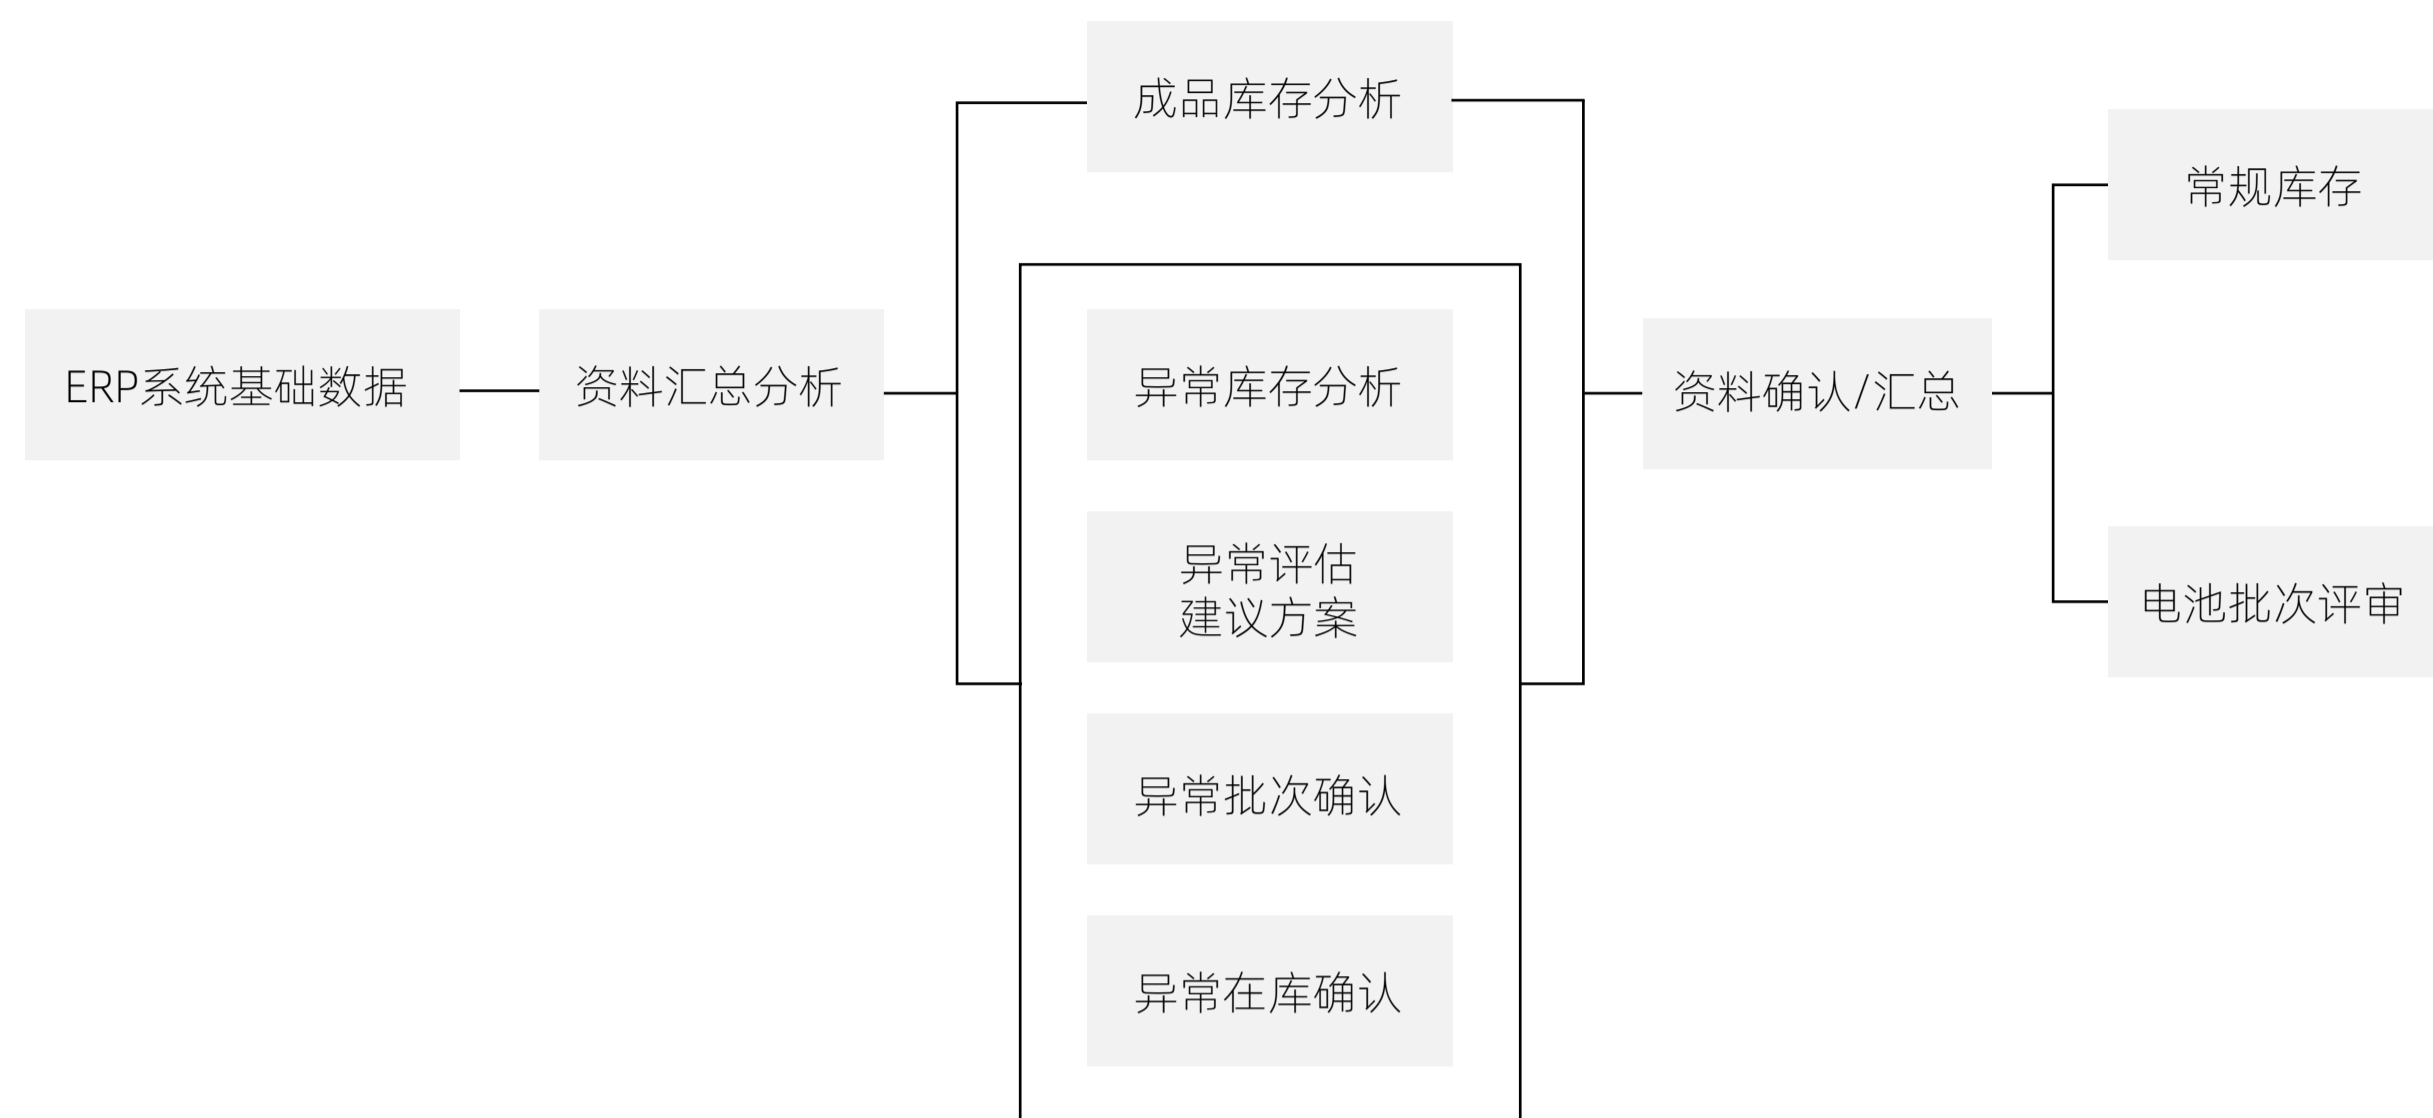 ERP系统基础数据
资料汇总分析
成品库存分析
异常库存分析
异常评估
建议方案
异常批次确认
异常在库确认
资料确认/汇总
常规库存
电池批次评审